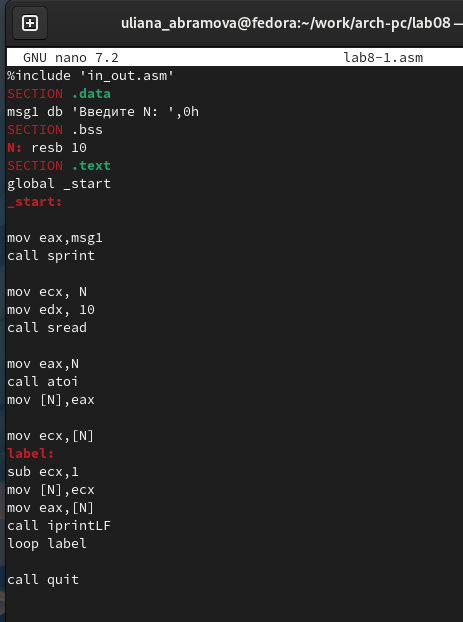 uliana_abramova@fedora:~/work/arch-pc/lab08 —
GNU nano 7.2 lab8-1.asm
%include 'in_out.asm'
SECTION .data
msg1 db 'Введите N: ',0h
SECTION .bss
N: resb 10
SECTION .text
global _start
_start:
mov eax,msg1
call sprint
mov ecx, N
mov edx, 10
call sread
mov eax,N
call atoi
mov [N],eax
mov ecx,[N]
label:
sub ecx,1
mov [N],ecx
mov eax,[N]
call iprintLF
loop label
call quit